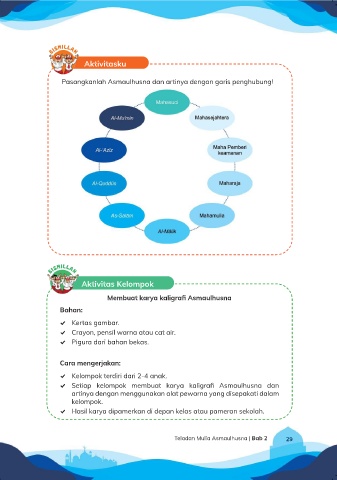 BISMILLAH
Aktivitasku
Pasangkanlah Asmaulhusna dan artinya dengan garis penghubung!
Mahasuci
Al-Mu'min
Mahasejahtera
Al-'Aziz
Maha Pemberi
keamanan
Al-Quddūs
Maharaja
As-Salām
Mahamulia
Al-Mālik
BISMILLAH
Aktivitas Kelompok
Membuat karya kaligrafi Asmaulhusna
Bahan:
Kertas gambar.
Crayon, pensil warna atau cat air.
Pigura dari bahan bekas.
Cara mengerjakan:
Kelompok terdiri dari 2-4 anak.
Setiap kelompok membuat karya kaligrafi Asmaulhusna dan
artinya dengan menggunakan alat pewarna yang disepakati dalam
kelompok.
Hasil karya dipamerkan di depan kelas atau pameran sekolah.
Teladan Mulia Asmaulhusna | Bab 2 29